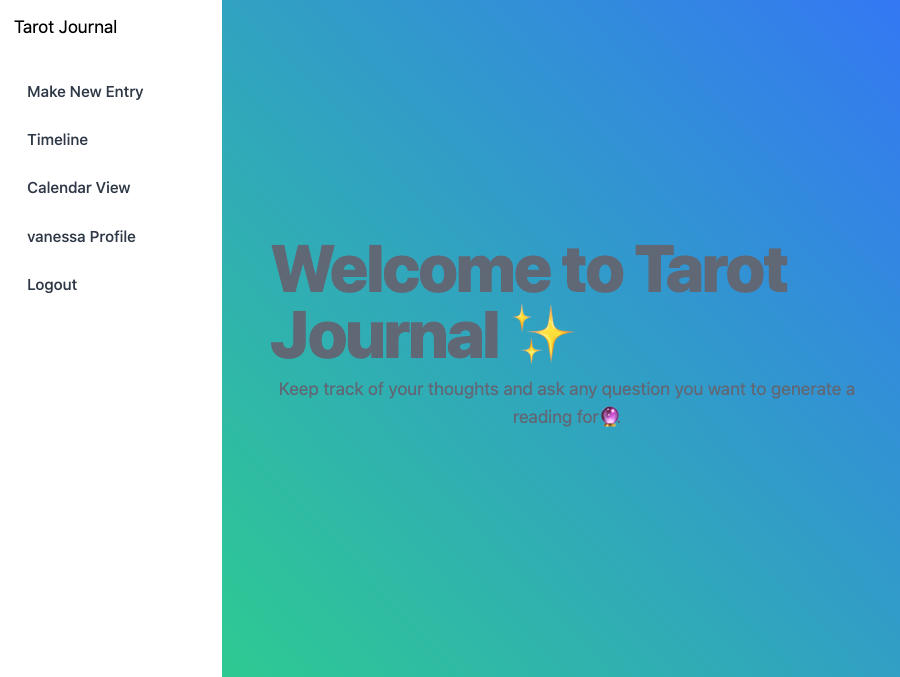 Tarot Journal
Make New Entry
Timeline
Calendar View
vanessa Profile
Logout
Welcome to Tarot
Journal ✨
Keep track of your thoughts and ask any question you want to generate a
reading for🔮.